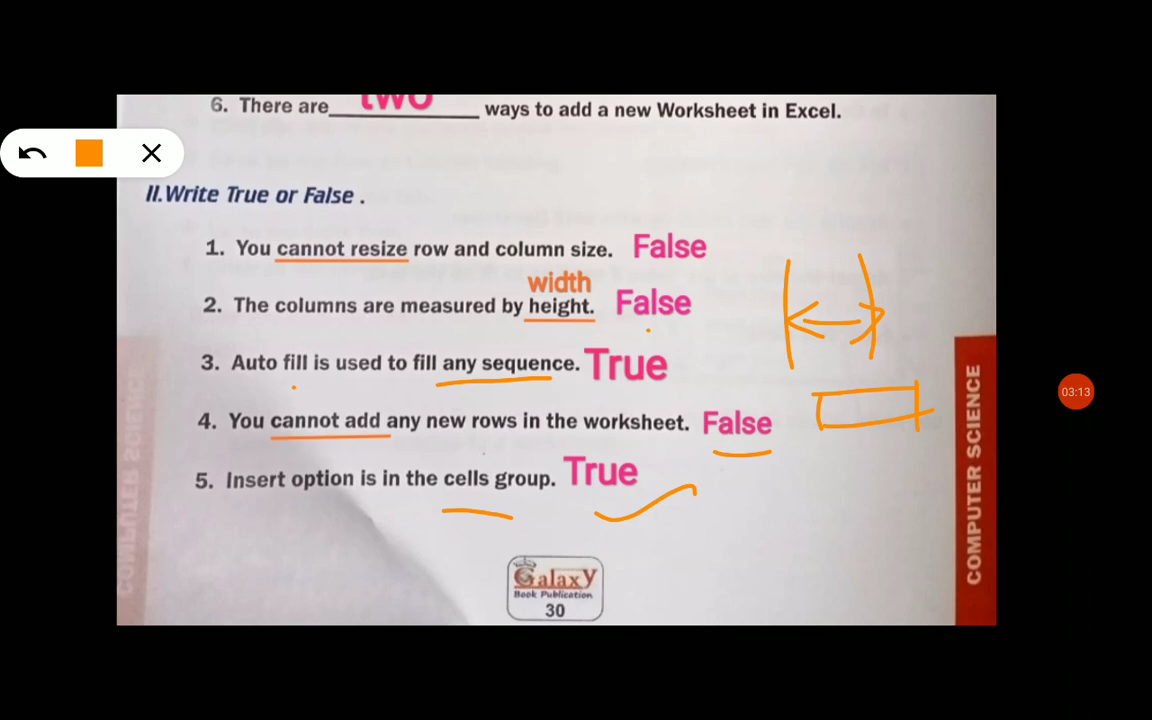 6. There are two ways to add a new Worksheet in Excel.
II.Write True or False .
1. You cannot resize row and column size. False
width
2. The columns are measured by height. False
3. Auto fill is used to fill any sequence. True
4. You cannot add any new rows in the worksheet. False
5. Insert option is in the cells group. True
Galaxy
Book Publication
30
COMPUTER SCIENCE
03:13